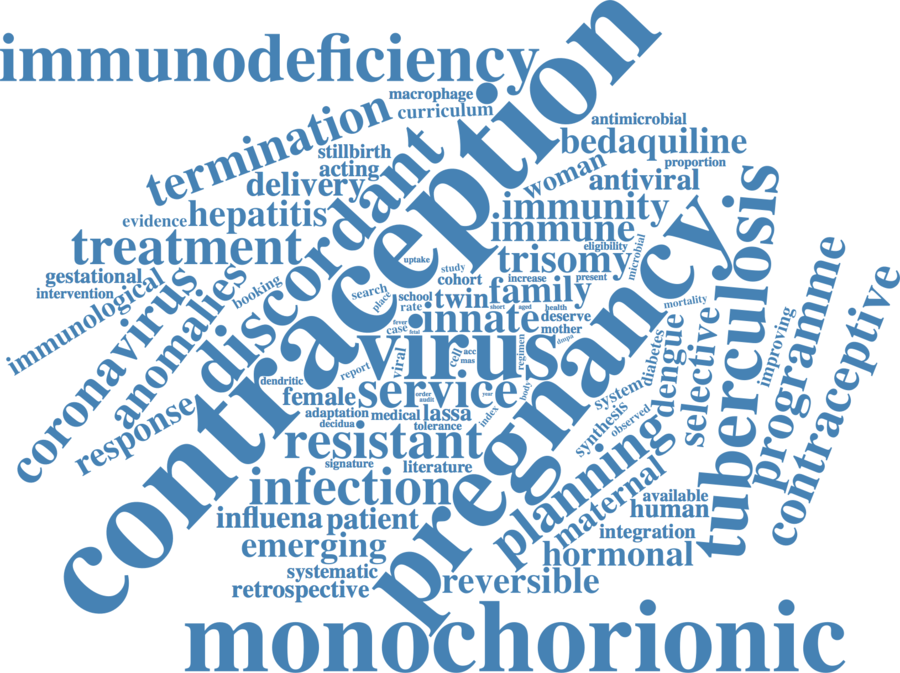 immunodeficiency
contraception
macrophage
curriculum
termination
antimicrobial
stillbirth
acting
bedaquiline
proportion
woman
delivery
discordant
antiviral
evidence
hepatitis
immunity
immune
treatment
eligibility
microbial
trisomy
uptake
study
cohort
increase
present
gestational
intervention
immunological
coronavirus
anomalies
booking
search
place
school
rate
twin
family
short
aged
health
mortality
pregnancy
tuberculosis
programme
contraceptive
fever
case
fetal
innate
deserve
mother
virus
dmpa
regimen
cell
acc
mas
viral
report
diabetes
dengue
selective
improving
dendritic
female
service
order
audit
year
body
index
system
synthesis
observed
response
adaptation
medical
lassa
decidua
tolerance
resistant
signature
literature
planning
maternal
infection
influena
patient
available
human
integration
emerging
hormonal
systematic
retrospective
reversible
monochorionic